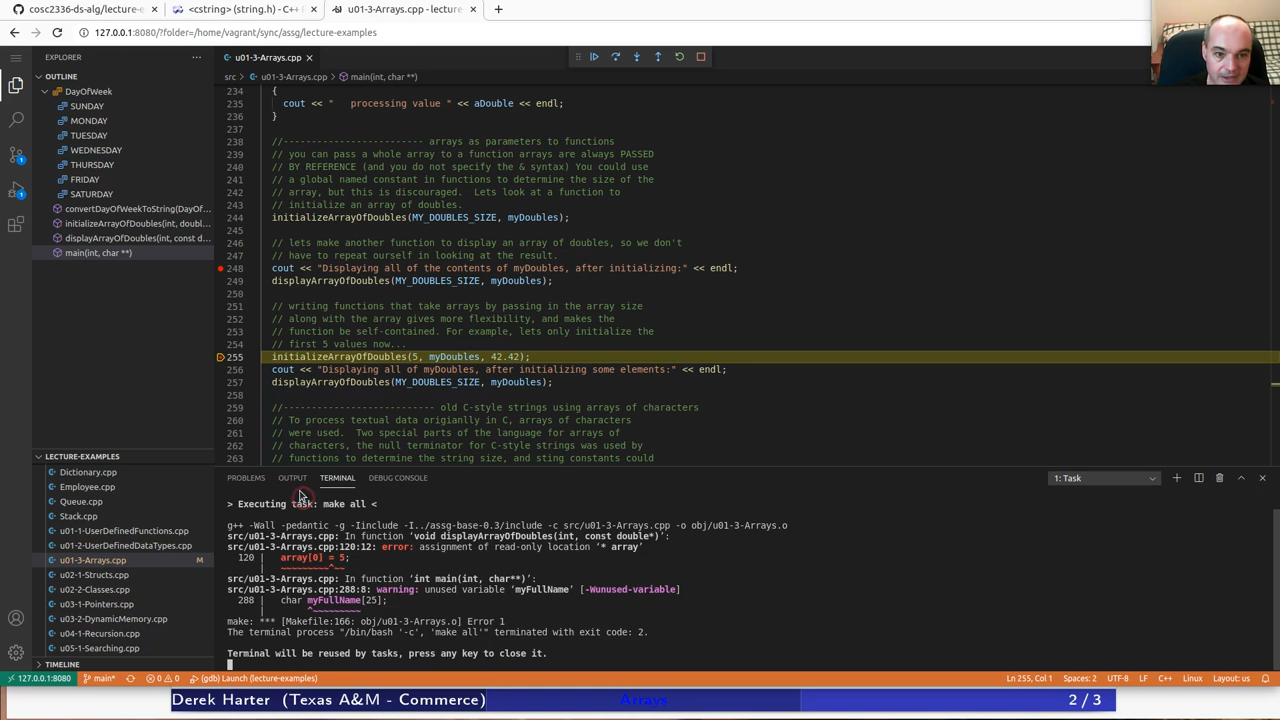 cosc2336-ds-alg/lecture-e
<cstring> (string.h) - C++
u01-3-Arrays.cpp - lecture-
127.0.0.1:8080/?folder=/home/vagrant/sync/assg/lecture-examples
EXPLORER
OUTLINE
DayOfWeek
SUNDAY
MONDAY
TUESDAY
WEDNESDAY
THURSDAY
FRIDAY
SATURDAY
convertDayOfWeekToString(DayOf...
initializeArrayOfDoubles(int, doubl...
displayArrayOfDoubles(int, const d...
main(int, char **)
LECTURE-EXAMPLES
Dictionary.cpp
Employee.cpp
Queue.cpp
Stack.cpp
u01-1-UserDefinedFunctions.cpp
u01-2-UserDefinedDataTypes.cpp
u01-3-Arrays.cpp M
u02-1-Structs.cpp
u02-2-Classes.cpp
u03-1-Pointers.cpp
u03-2-DynamicMemory.cpp
u04-1-Recursion.cpp
u05-1-Searching.cpp
TIMELINE
u01-3-Arrays.cpp
src > u01-3-Arrays.cpp > main(int, char **)
234 {
235 cout << "   processing value " << aDouble << endl;
236 }
237
238 //------------------------ arrays as parameters to functions
239 // you can pass a whole array to a function arrays are always PASSED
240 // BY REFERENCE (and you do not specify the & syntax) You could use
241 // a global named constant in functions to determine the size of the
242 // array, but this is discouraged.  Lets look at a function to
243 // initialize an array of doubles.
244 initializeArrayOfDoubles(MY_DOUBLES_SIZE, myDoubles);
245
246 // lets make another function to display an array of doubles, so we don't
247 // have to repeat ourself in looking at the result.
248 cout << "Displaying all of the contents of myDoubles, after initializing:" << endl;
249 displayArrayOfDoubles(MY_DOUBLES_SIZE, myDoubles);
250
251 // writing functions that take arrays by passing in the array size
252 // along with the array gives more flexibility, and makes the
253 // function be self-contained. For example, lets only initialize the
254 // first 5 values now...
255 initializeArrayOfDoubles(5, myDoubles, 42.42);
256 cout << "Displaying all of myDoubles, after initializing some elements:" << endl;
257 displayArrayOfDoubles(MY_DOUBLES_SIZE, myDoubles);
258
259 //-------------------------- old C-style strings using arrays of characters
260 // To process textual data origianlly in C, arrays of characters
261 // were used.  Two special parts of the language for arrays of
262 // characters, the null terminator for C-style strings was used by
263 // functions to determine the string size, and sting constants could
PROBLEMS OUTPUT TERMINAL DEBUG CONSOLE
1: Task
> Executing task: make all <
g++ -Wall -pedantic -g -Iinclude -I../assg-base-0.3/include -c src/u01-3-Arrays.cpp -o obj/u01-3-Arrays.o
src/u01-3-Arrays.cpp: In function ‘void displayArrayOfDoubles(int, const double*)’:
src/u01-3-Arrays.cpp:120:12: error: assignment of read-only location ‘* array’
120 | array[0] = 5;
| ~~~~~~~~~^~~
src/u01-3-Arrays.cpp: In function ‘int main(int, char**)’:
src/u01-3-Arrays.cpp:288:8: warning: unused variable ‘myFullName’ [-Wunused-variable]
288 | char myFullName[25];
| ^~~~~~~~~~
make: *** [Makefile:166: obj/u01-3-Arrays.o] Error 1
The terminal process "/bin/bash '-c', 'make all'" terminated with exit code: 2.
Terminal will be reused by tasks, press any key to close it.
127.0.0.1:8080 main* 0 0 (gdb) Launch (lecture-examples) Ln 255, Col 1 Spaces: 2 UTF-8 LF C++ Linux Layout: us
Derek Harter (Texas A&M - Commerce) Arrays 2 / 3